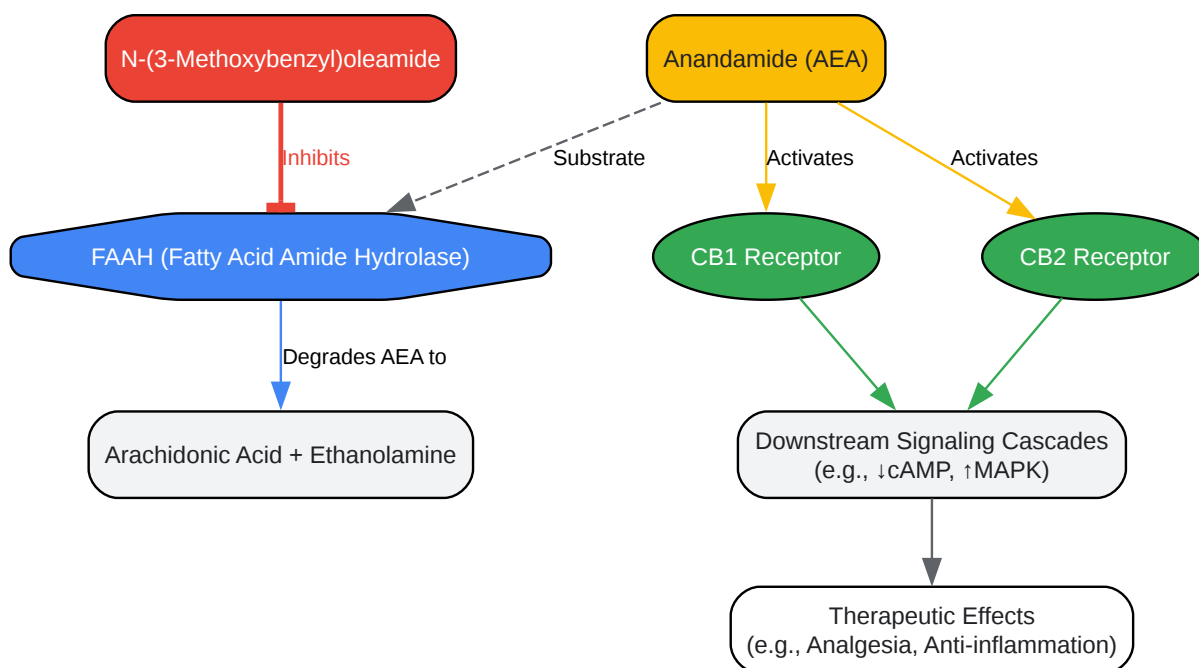 N-(3-Methoxybenzyl)oleamide
Anandamide (AEA)
Inhibits
Substrate
Activates
Activates
FAAH (Fatty Acid Amide Hydrolase)
CB1 Receptor
CB2 Receptor
Degrades AEA to
Arachidonic Acid + Ethanolamine
Downstream Signaling Cascades
(e.g., ↓cAMP, ↑MAPK)
Therapeutic Effects
(e.g., Analgesia, Anti-inflammation)